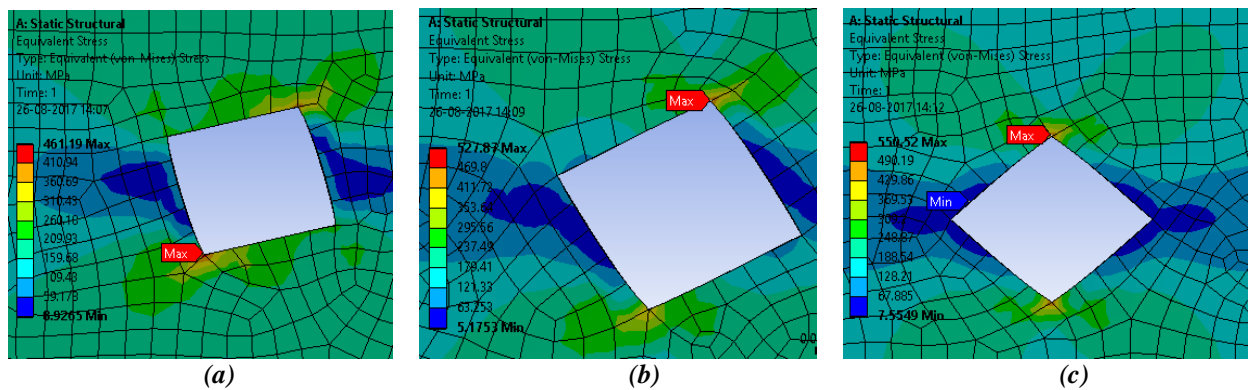 A: Static Structural
Equivalent Stress
Type: Equivalent (von-Mises) Stress
Unit: MPa
Time: 1
26-08-2017 14:07
461.19 Max
410.94
360.69
310.43
260.18
209.93
159.68
109.43
59.178
8.9265 Min
Max
(a)
A: Static Structural
Equivalent Stress
Type: Equivalent (von-Mises) Stress
Unit: MPa
Time: 1
26-08-2017 14:09
527.87 Max
469.8
411.72
353.64
295.56
237.49
179.41
121.33
63.253
5.1753 Min
Max
(b)
A: Static Structural
Equivalent Stress
Type: Equivalent (von-Mises) Stress
Unit: MPa
Time: 1
26-08-2017 14:12
550.52 Max
490.19
429.86
369.53
309.2
248.87
188.54
128.21
67.885
7.5549 Min
Max
Min
(c)